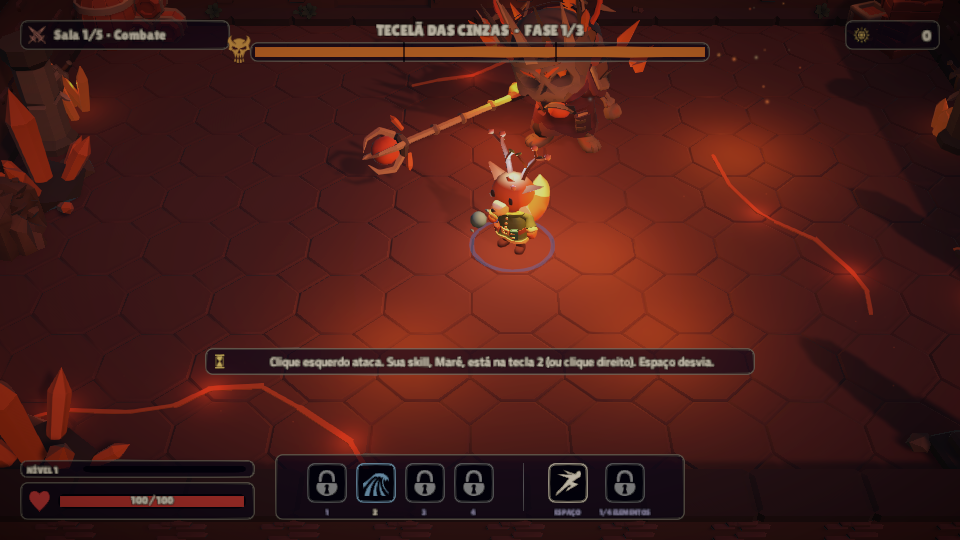 Sala 1/5 · Combate
TECELÃ DAS CINZAS · FASE 1/3
0
Clique esquerdo ataca. Sua skill, Maré, está na tecla 2 (ou clique direito). Espaço desvia.
NÍVEL 1
100/100
1
2
3
4
ESPAÇO
1/4 ELEMENTOS